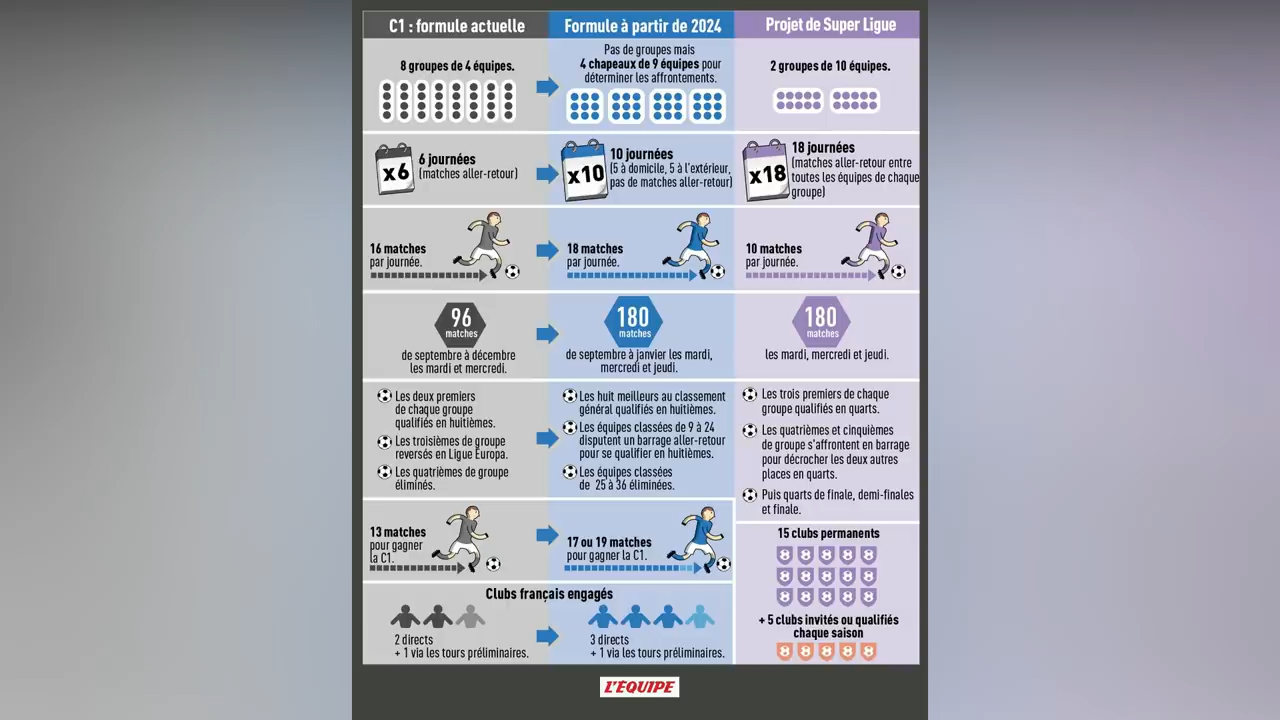 C1 : formule actuelle
Formule à partir de 2024
Projet de Super Ligue
8 groupes de 4 équipes.
Pas de groupes mais
4 chapeaux de 9 équipes pour
déterminer les affrontements.
2 groupes de 10 équipes.
x6
6 journées
(matches aller-retour)
x10
10 journées
(5 à domicile, 5 à l'extérieur,
pas de matches aller-retour)
x18
18 journées
(matches aller-retour entre
toutes les équipes de chaque
groupe)
16 matches
par journée.
18 matches
par journée.
10 matches
par journée.
96
matches
de septembre à décembre
les mardi et mercredi.
180
matches
de septembre à janvier les mardi,
mercredi et jeudi.
180
matches
les mardi, mercredi et jeudi.
Les deux premiers
de chaque groupe
qualifiés en huitièmes.
Les troisièmes de groupe
reversés en Ligue Europa.
Les quatrièmes de groupe
éliminés.
Les huit meilleurs au classement
général qualifiés en huitièmes.
Les équipes classées de 9 à 24
disputent un barrage aller-retour
pour se qualifier en huitièmes.
Les équipes classées
de 25 à 36 éliminées.
Les trois premiers de chaque
groupe qualifiés en quarts.
Les quatrièmes et cinquièmes
de groupe s'affrontent en barrage
pour décrocher les deux autres
places en quarts.
Puis quarts de finale, demi-finales
et finale.
13 matches
pour gagner
la C1.
17 ou 19 matches
pour gagner la C1.
15 clubs permanents
+ 5 clubs invités ou qualifiés
chaque saison
Clubs français engagés
2 directs
+ 1 via les tours préliminaires.
3 directs
+ 1 via les tours préliminaires.
L'ÉQUIPE